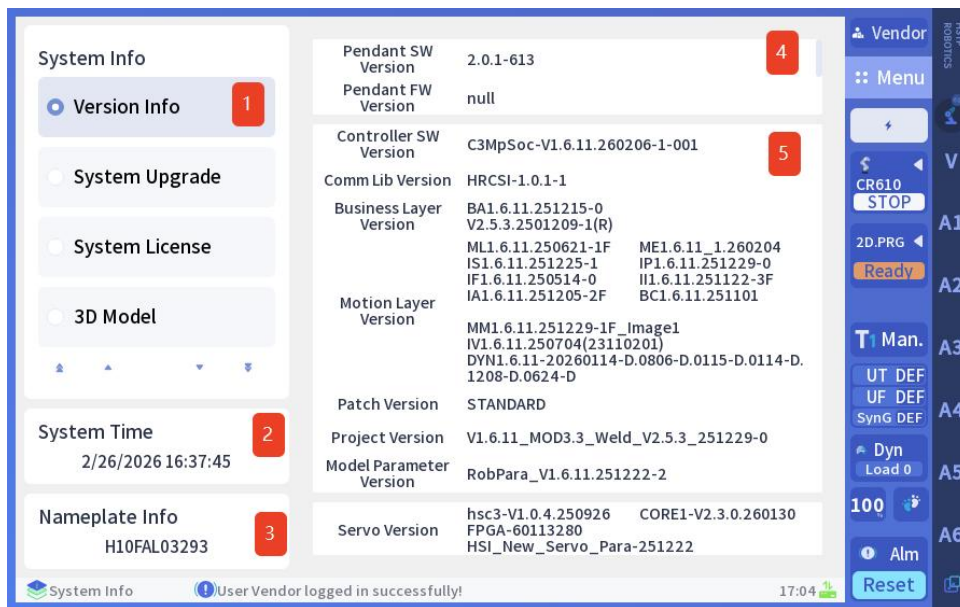 System Info
Version Info
1
System Upgrade
System License
3D Model
System Time
2
2/26/2026 16:37:45
Nameplate Info
3
H10FAL03293
Pendant SW Version 2.0.1-613
4
Pendant FW Version null
Controller SW Version C3MpSoc-V1.6.11.260206-1-001
5
Comm Lib Version HRCSI-1.0.1-1
Business Layer Version BA1.6.11.251215-0
V2.5.3.2501209-1(R)
Motion Layer Version
ML1.6.11.250621-1F ME1.6.11_1.260204
IS1.6.11.251225-1 IP1.6.11.251229-0
IF1.6.11.250514-0 II1.6.11.251122-3F
IA1.6.11.251205-2F BC1.6.11.251101
MM1.6.11.251229-1F_Image1
IV1.6.11.250704(23110201)
DYN1.6.11-20260114-D.0806-D.0115-D.0114-D.
1208-D.0624-D
Patch Version STANDARD
Project Version V1.6.11_MOD3.3_Weld_V2.5.3_251229-0
Model Parameter Version RobPara_V1.6.11.251222-2
Servo Version
hsc3-V1.0.4.250926 CORE1-V2.3.0.260130
FPGA-60113280
HSI_New_Servo_Para-251222
Vendor
Menu
CR610
STOP
2D.PRG
Ready
T1 Man.
UT DEF
UF DEF
SynG DEF
Dyn
Load 0
100 %
Alm
Reset
ROBOTICS
V
A1
A2
A3
A4
A5
A6
System Info
User Vendor logged in successfully!
17:04